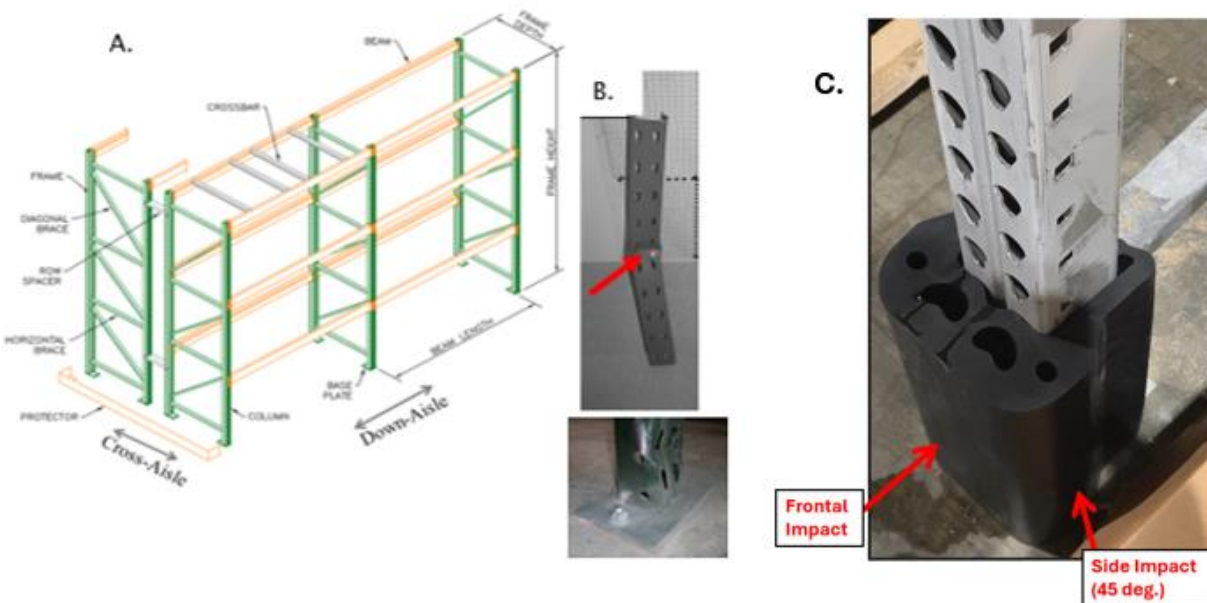 A.
FRAME
DEPTH
BEAM
CROSSBAR
FRAME HEIGHT
FRAME
DIAGONAL
BRACE
ROW
SPACER
HORIZONTAL
BRACE
PROTECTOR
Cross-Aisle
COLUMN
BASE
PLATE
BEAM LENGTH
Down-Aisle
B.
C.
Frontal
Impact
Side Impact
(45 deg.)